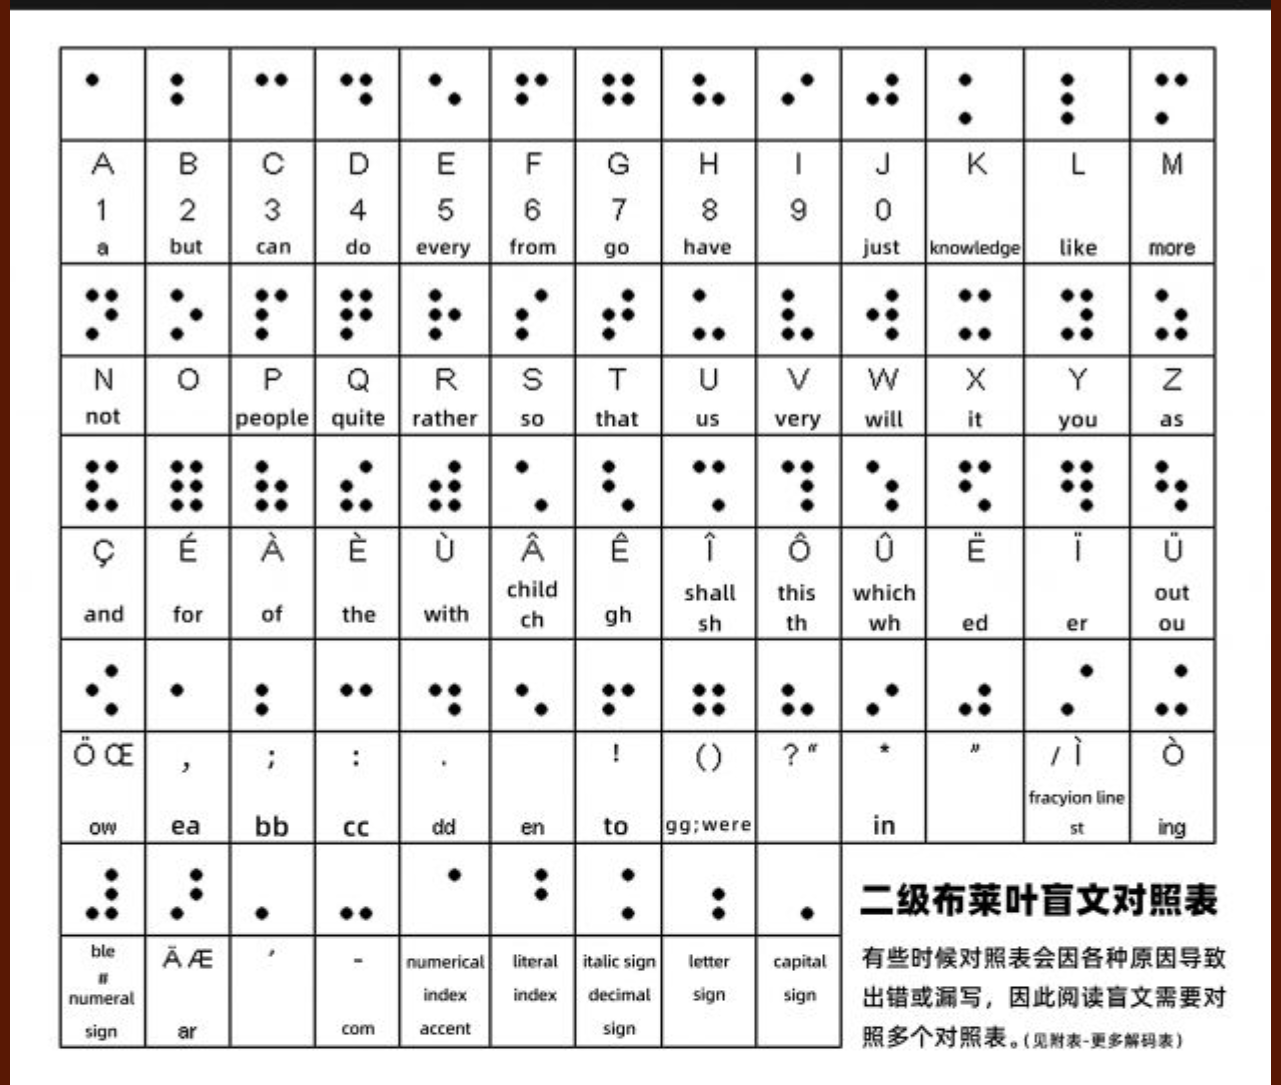 A B C D E F G H I J K L M
1 2 3 4 5 6 7 8 9 0
a but can do every from go have just knowledge like more
N O P Q R S T U V W X Y Z
not people quite rather so that us very will it you as
Ç É À È Ù Â Ê Î Ô Û Ë Ï Ü
child shall this which out
and for of the with ch gh sh th wh ed er ou
Ö Œ , ; : . ! ( ) ? “ * ” / Ì Ò
fracyion line
ow ea bb cc dd en to gg;were in st ing
二级布莱叶盲文对照表
ble Ä Æ ′ - numerical literal italic sign letter capital
# numeral index index decimal sign sign
sign ar com accent sign
有些时候对照表会因各种原因导致
出错或漏写，因此阅读盲文需要对
照多个对照表。(见附表-更多解码表)